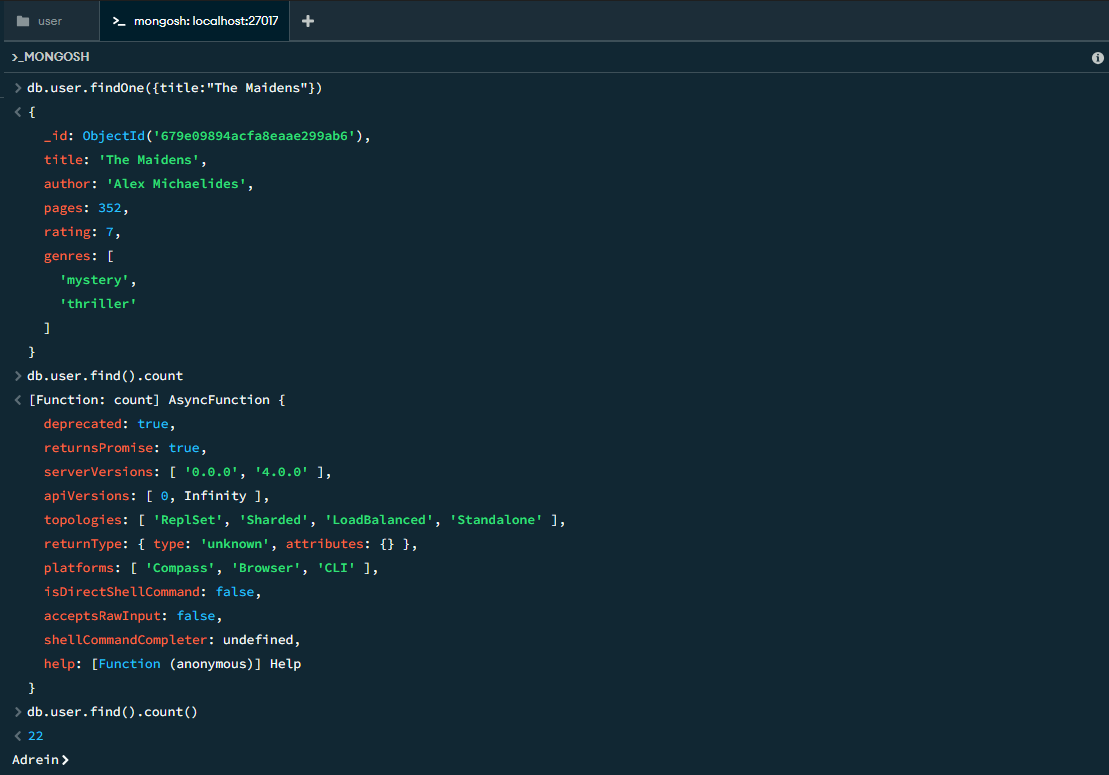 user
mongosh: localhost:27017
>_MONGOSH
db.user.findOne({title:"The Maidens"})
{
_id: ObjectId('679e09894acfa8eaae299ab6'),
title: 'The Maidens',
author: 'Alex Michaelides',
pages: 352,
rating: 7,
genres: [
'mystery',
'thriller'
]
}
db.user.find().count
[Function: count] AsyncFunction {
deprecated: true,
returnsPromise: true,
serverVersions: [ '0.0.0', '4.0.0' ],
apiVersions: [ 0, Infinity ],
topologies: [ 'ReplSet', 'Sharded', 'LoadBalanced', 'Standalone' ],
returnType: { type: 'unknown', attributes: {} },
platforms: [ 'Compass', 'Browser', 'CLI' ],
isDirectShellCommand: false,
acceptsRawInput: false,
shellCommandCompleter: undefined,
help: [Function (anonymous)] Help
}
db.user.find().count()
22
Adrein>